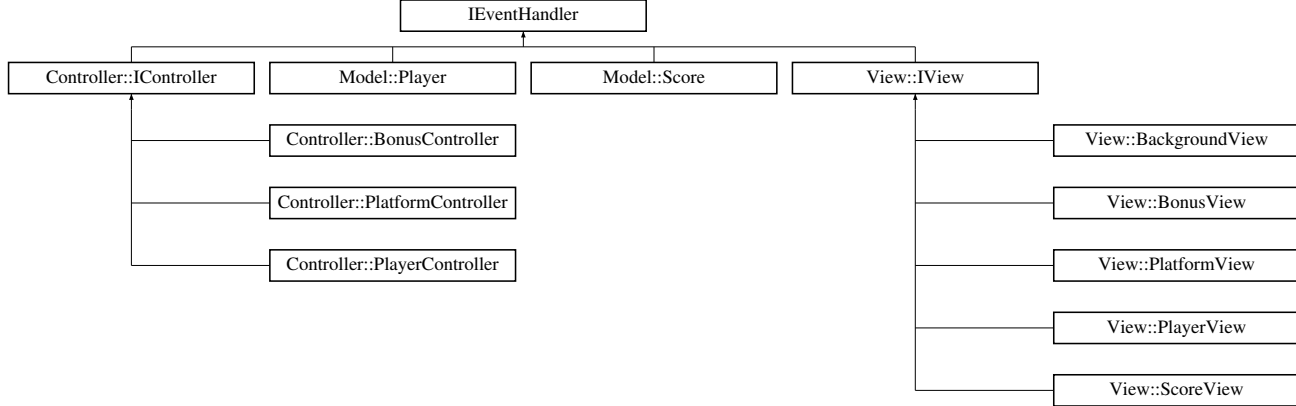 IEventHandler
Controller::IController
Model::Player
Model::Score
View::IView
Controller::BonusController
Controller::PlatformController
Controller::PlayerController
View::BackgroundView
View::BonusView
View::PlatformView
View::PlayerView
View::ScoreView